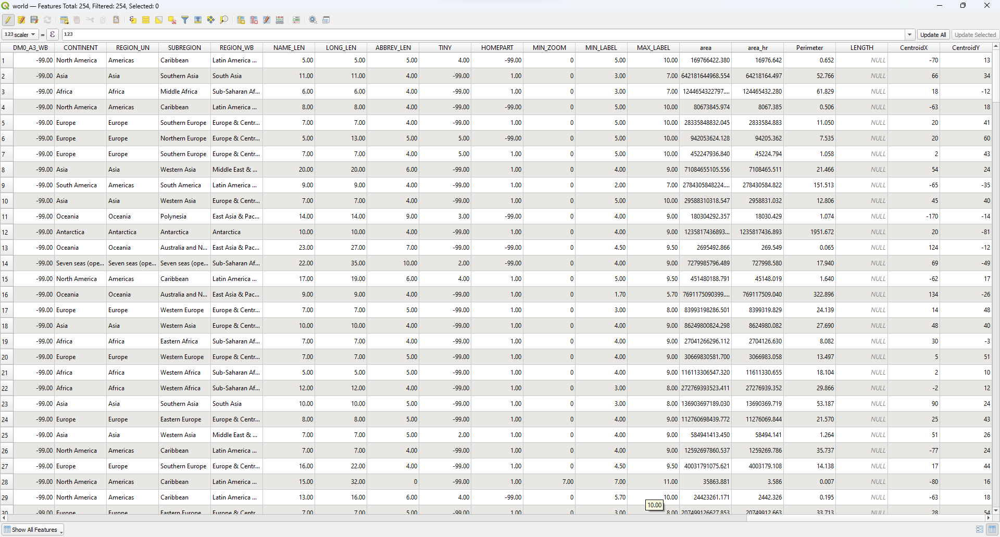 world — Features Total: 254, Filtered: 254, Selected: 0
123 scaler = ε 123 Update All Update Selected
DM0_A3_WB CONTINENT REGION_UN SUBREGION REGION_WB NAME_LEN LONG_LEN ABBREV_LEN TINY HOMEPART MIN_ZOOM MIN_LABEL MAX_LABEL area area_hr Perimeter LENGTH CentroidX CentroidY
1 -99.00 North America Americas Caribbean Latin America ... 5.00 5.00 5.00 4.00 -99.00 0 5.00 10.00 169766422.380 16976.642 0.652 NULL -70 13
2 -99.00 Asia Asia Southern Asia South Asia 11.00 11.00 4.00 -99.00 1.00 0 3.00 7.00 642181644968.554 64218164.497 52.766 NULL 66 34
3 -99.00 Africa Africa Middle Africa Sub-Saharan Af... 6.00 6.00 4.00 -99.00 1.00 0 3.00 7.00 1244654322797.... 124465432.280 61.829 NULL 18 -12
4 -99.00 North America Americas Caribbean Latin America ... 8.00 8.00 4.00 -99.00 -99.00 0 5.00 10.00 80673845.974 8067.385 0.506 NULL -63 18
5 -99.00 Europe Europe Southern Europe Europe & Centr... 7.00 7.00 4.00 -99.00 1.00 0 5.00 10.00 28335848832.045 2833584.883 11.050 NULL 20 41
6 -99.00 Europe Europe Northern Europe Europe & Centr... 5.00 13.00 5.00 5.00 -99.00 0 5.00 10.00 942053624.128 94205.362 7.535 NULL 20 60
7 -99.00 Europe Europe Southern Europe Europe & Centr... 7.00 7.00 4.00 5.00 1.00 0 5.00 10.00 452247936.840 45224.794 1.058 NULL 2 43
8 -99.00 Asia Asia Western Asia Middle East & ... 20.00 20.00 6.00 -99.00 1.00 0 4.00 9.00 71084655105.556 7108465.511 21.466 NULL 54 24
9 -99.00 South America Americas South America Latin America ... 9.00 9.00 4.00 -99.00 1.00 0 2.00 7.00 2784305848224.... 278430584.822 151.513 NULL -65 -35
10 -99.00 Asia Asia Western Asia Europe & Centr... 7.00 7.00 4.00 -99.00 1.00 0 5.00 10.00 29588310318.547 2958831.032 12.806 NULL 45 40
11 -99.00 Oceania Oceania Polynesia East Asia & Pac... 14.00 14.00 9.00 3.00 -99.00 0 4.00 9.00 180304292.357 18030.429 1.074 NULL -170 -14
12 -99.00 Antarctica Antarctica Antarctica Antarctica 10.00 10.00 4.00 -99.00 1.00 0 4.00 9.00 1235817436893... 1235817436.893 1951.672 NULL 20 -81
13 -99.00 Oceania Oceania Australia and N... East Asia & Pac... 23.00 27.00 7.00 -99.00 -99.00 0 4.50 9.50 2695492.866 269.549 0.065 NULL 124 -12
14 -99.00 Seven seas (ope... Seven seas (ope... Seven seas (ope... Sub-Saharan Af... 22.00 35.00 10.00 2.00 -99.00 0 4.00 9.00 7279985796.489 727998.580 17.940 NULL 69 -49
15 -99.00 North America Americas Caribbean Latin America ... 17.00 19.00 6.00 4.00 1.00 0 5.00 9.50 451480188.791 45148.019 1.640 NULL -62 17
16 -99.00 Oceania Oceania Australia and N... East Asia & Pac... 9.00 9.00 4.00 -99.00 1.00 0 1.70 5.70 7691175090399.... 769117509.040 322.896 NULL 134 -26
17 -99.00 Europe Europe Western Europe Europe & Centr... 7.00 7.00 5.00 -99.00 1.00 0 3.00 8.00 83993198286.501 8399319.829 24.139 NULL 14 48
18 -99.00 Asia Asia Western Asia Europe & Centr... 10.00 10.00 4.00 -99.00 1.00 0 4.00 9.00 86249800824.298 8624980.082 27.690 NULL 48 40
19 -99.00 Africa Africa Eastern Africa Sub-Saharan Af... 7.00 7.00 4.00 -99.00 1.00 0 4.00 9.00 27041266296.112 2704126.630 8.082 NULL 30 -3
20 -99.00 Europe Europe Western Europe Europe & Centr... 7.00 7.00 5.00 -99.00 1.00 0 4.00 9.00 30669830581.700 3066983.058 13.497 NULL 5 51
21 -99.00 Africa Africa Western Africa Sub-Saharan Af... 5.00 5.00 5.00 -99.00 1.00 0 4.00 9.00 116113306547.320 11611330.655 18.104 NULL 2 10
22 -99.00 Africa Africa Western Africa Sub-Saharan Af... 12.00 12.00 4.00 -99.00 1.00 0 3.00 8.00 272769393523.411 27276939.352 29.866 NULL -2 12
23 -99.00 Asia Asia Southern Asia South Asia 10.00 10.00 5.00 -99.00 1.00 0 3.00 8.00 136903697189.030 13690369.719 53.187 NULL 90 24
24 -99.00 Europe Europe Eastern Europe Europe & Centr... 8.00 8.00 5.00 -99.00 1.00 0 4.00 9.00 112760698439.772 11276069.844 21.570 NULL 25 43
25 -99.00 Asia Asia Western Asia Middle East & ... 7.00 7.00 5.00 2.00 1.00 0 4.00 9.00 584941413.450 58494.141 1.264 NULL 51 26
26 -99.00 North America Americas Caribbean Latin America ... 7.00 7.00 4.00 -99.00 1.00 0 4.00 9.00 12592697860.537 1259269.786 35.737 NULL -77 24
27 -99.00 Europe Europe Southern Europe Europe & Centr... 16.00 22.00 4.00 -99.00 1.00 0 4.50 9.50 40031791075.621 4003179.108 14.138 NULL 17 44
28 -99.00 North America Americas Caribbean Latin America ... 15.00 32.00 0 -99.00 1.00 7.00 7.00 11.00 35863.881 3.586 0.007 NULL -80 16
29 -99.00 North America Americas Caribbean Latin America ... 13.00 16.00 6.00 4.00 -99.00 0 5.70 10.00 24423261.171 2442.326 0.195 NULL -63 18
10.00
30 -99.00 Europe Europe Eastern Europe Europe & Centr... 7.00 7.00 5.00 -99.00 1.00 0 3.00 8.00 207499126627.853 20749912.663 33.713 NULL 28 54
Show All Features